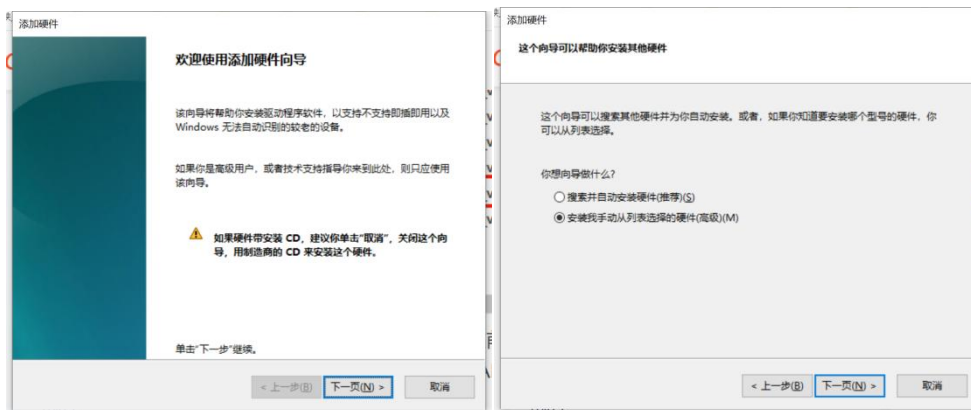 添加硬件
欢迎使用添加硬件向导
该向导将帮助你安装驱动程序软件，以支持不支持即插即用以及
Windows 无法自动识别的较老的设备。
如果你是高级用户，或者技术支持指导你来到此处，则只应使用
该向导。
如果硬件带安装 CD，建议你单击“取消”，关闭这个向
导，用制造商的 CD 来安装这个硬件。
单击“下一步”继续。
< 上一步(B)
下一页(N) >
取消
添加硬件
这个向导可以帮助你安装其他硬件
这个向导可以搜索其他硬件并为你自动安装。或者，如果你知道要安装哪个型号的硬件，你
可以从列表选择。
你想向导做什么?
搜索并自动安装硬件(推荐)(S)
安装我手动从列表选择的硬件(高级)(M)
< 上一步(B)
下一页(N) >
取消